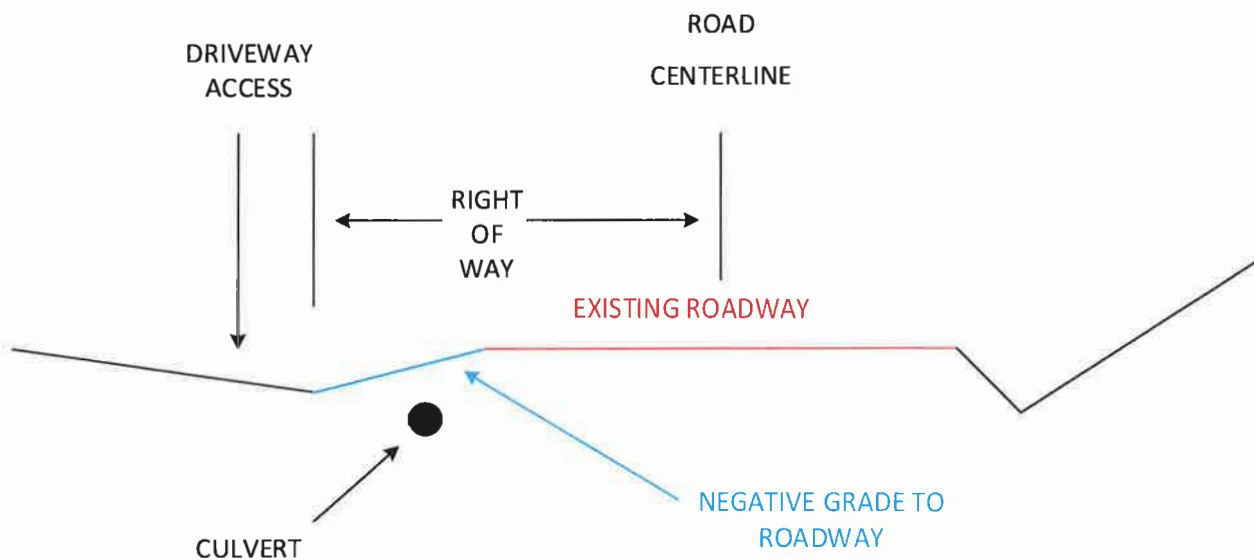 ROAD
CENTERLINE
DRIVEWAY
ACCESS
RIGHT
OF
WAY
EXISTING ROADWAY
NEGATIVE GRADE TO
ROADWAY
CULVERT